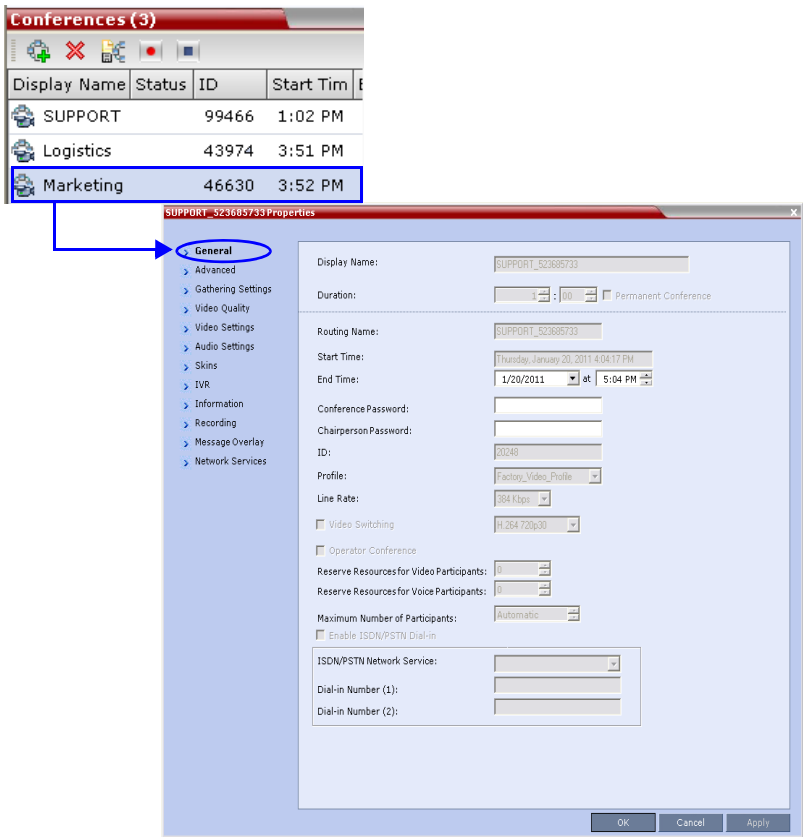 Conferences (3)
Display Name Status ID Start Tim E
SUPPORT 99466 1:02 PM
Logistics 43974 3:51 PM
Marketing 46630 3:52 PM
SUPPORT_523685733 Properties x
General
Advanced
Gathering Settings
Video Quality
Video Settings
Audio Settings
Skins
IVR
Information
Recording
Message Overlay
Network Services
Display Name: SUPPORT_523685733
Duration: 1 : 00 Permanent Conference
Routing Name: SUPPORT_523685733
Start Time: Thursday, January 20, 2011 4:04:17 PM
End Time: 1/20/2011 at 5:04 PM
Conference Password:
Chairperson Password:
ID: 20248
Profile: Factory_Video_Profile
Line Rate: 384 Kbps
Video Switching H.264 720p30
Operator Conference
Reserve Resources for Video Participants: 0
Reserve Resources for Voice Participants: 0
Maximum Number of Participants: Automatic
Enable ISDN/PSTN Dial-in
ISDN/PSTN Network Service:
Dial-in Number (1):
Dial-in Number (2):
OK Cancel Apply